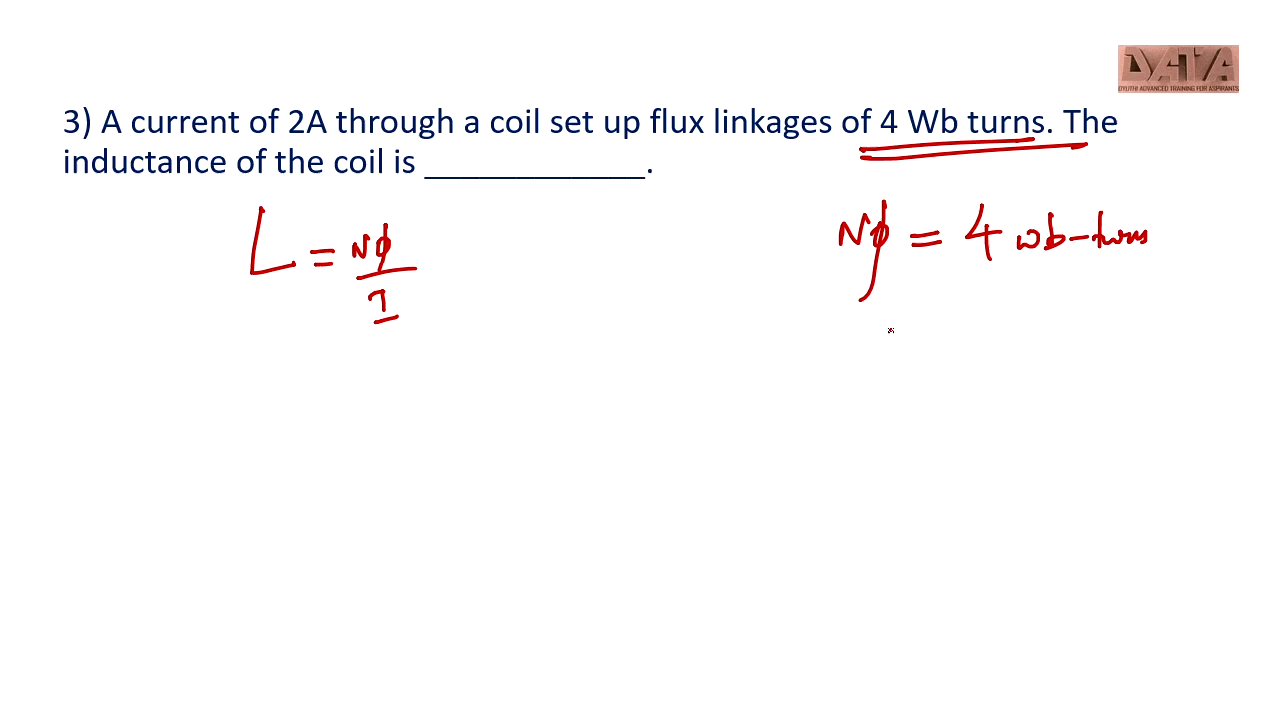 DATA
DYUTHI ADVANCED TRAINING FOR ASPIRANTS
3) A current of 2A through a coil set up flux linkages of 4 Wb turns. The
inductance of the coil is _____________.
L = Nϕ / I
Nϕ = 4 wb-turns